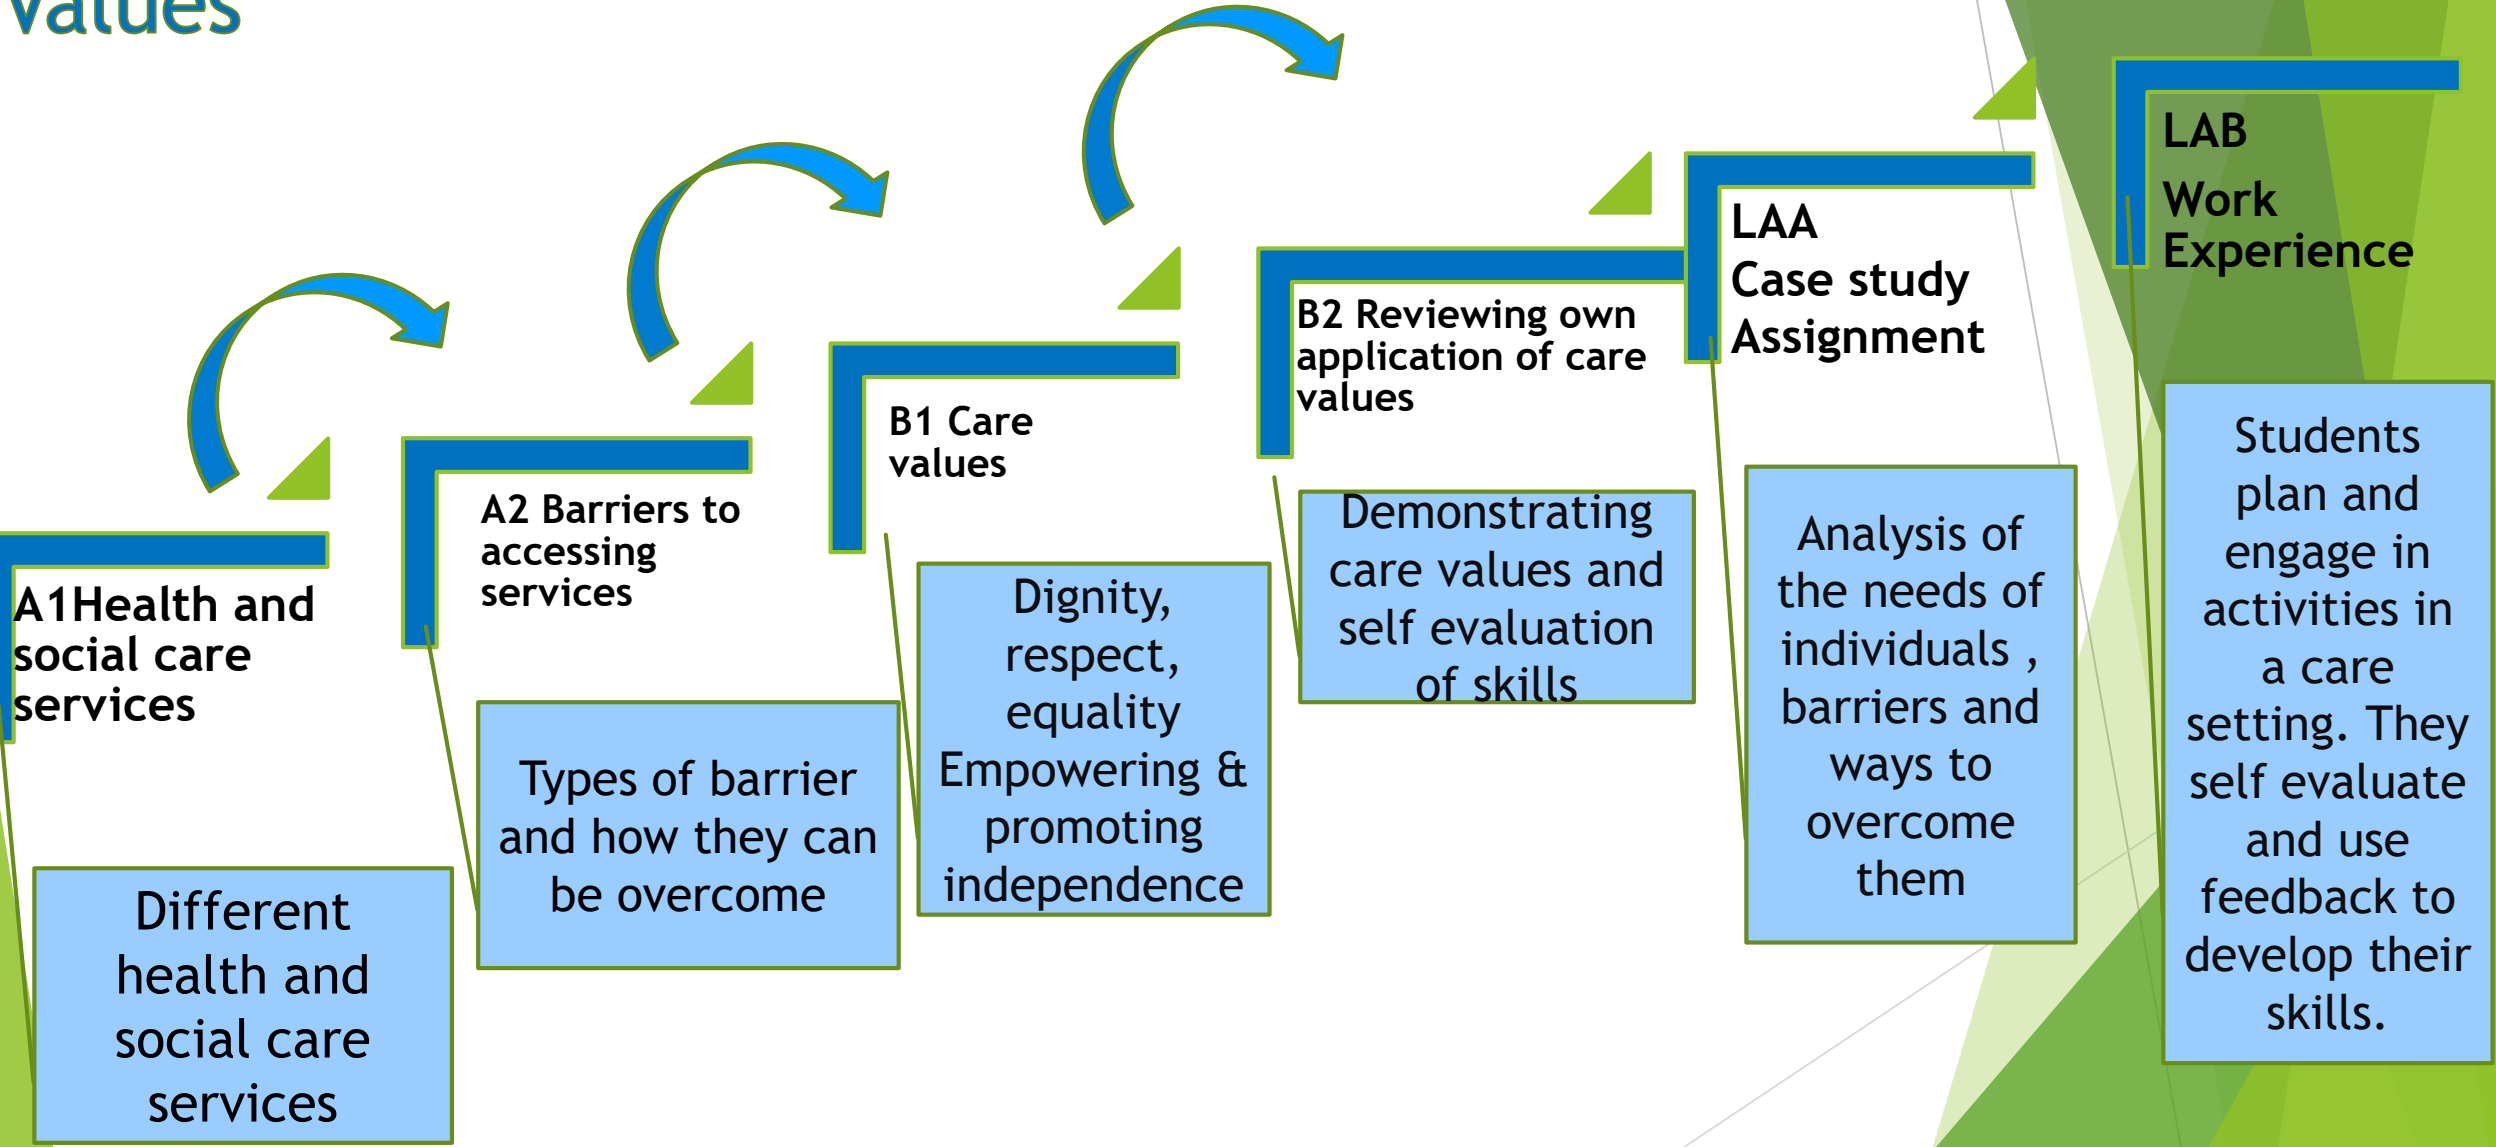 values
A1Health and
social care
services
Different
health and
social care
services
A2 Barriers to
accessing
services
Types of barrier
and how they can
be overcome
B1 Care
values
Dignity,
respect,
equality
Empowering &
promoting
independence
B2 Reviewing own
application of care
values
Demonstrating
care values and
self evaluation
of skills
LAA
Case study
Assignment
Analysis of
the needs of
individuals ,
barriers and
ways to
overcome
them
LAB
Work
Experience
Students
plan and
engage in
activities in
a care
setting. They
self evaluate
and use
feedback to
develop their
skills.